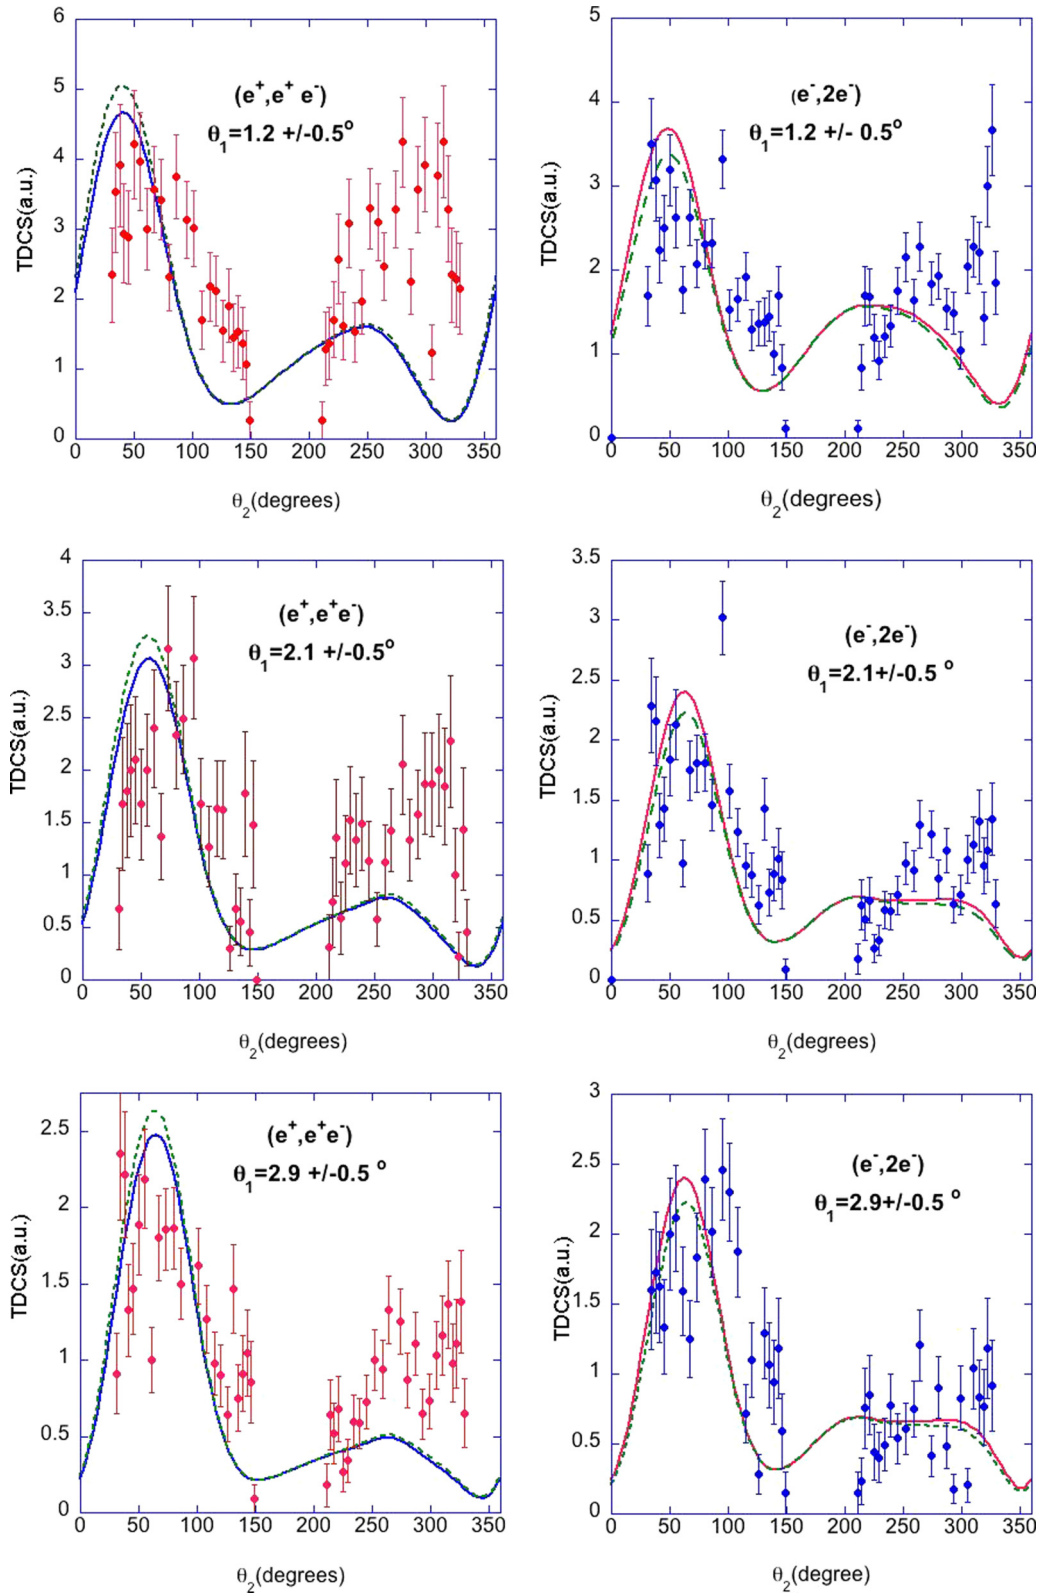 6
5
4
3
2
1
0
TDCS(a.u.)
(e⁺,e⁺ e⁻)
θ₁=1.2 +/-0.5°
0 50 100 150 200 250 300 350
θ₂(degrees)
5
4
3
2
1
0
TDCS(a.u.)
(e⁻,2e⁻)
θ₁=1.2 +/- 0.5°
0 50 100 150 200 250 300 350
θ₂(degrees)
4
3.5
3
2.5
2
1.5
1
0.5
0
TDCS(a.u.)
(e⁺,e⁺e⁻)
θ₁=2.1 +/-0.5°
0 50 100 150 200 250 300 350
θ₂(degrees)
3.5
3
2.5
2
1.5
1
0.5
0
TDCS(a.u.)
(e⁻,2e⁻)
θ₁=2.1+/-0.5 °
0 50 100 150 200 250 300 350
θ₂(degrees)
2.5
2
1.5
1
0.5
0
TDCS(a.u.)
(e⁺,e⁺e⁻)
θ₁=2.9 +/-0.5 °
0 50 100 150 200 250 300 350
θ₂(degrees)
3
2.5
2
1.5
1
0.5
0
TDCS(a.u.)
(e⁻,2e⁻)
θ₁=2.9+/-0.5 °
0 50 100 150 200 250 300 350
θ₂(degree)